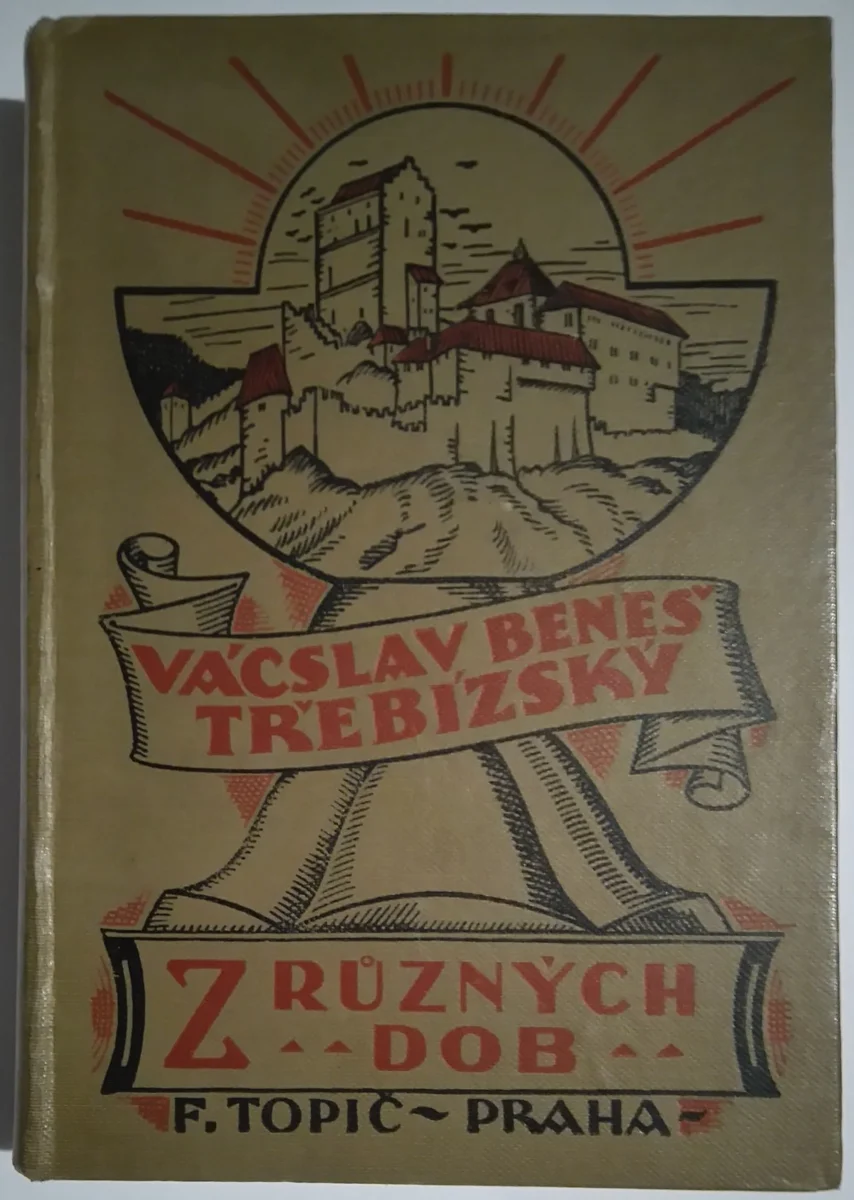 VÁCSLAV BENEŠ
TŘEBÍZSKÝ
Z RŮZNÝCH
DOB
F. TOPIČ ~ PRAHA ~